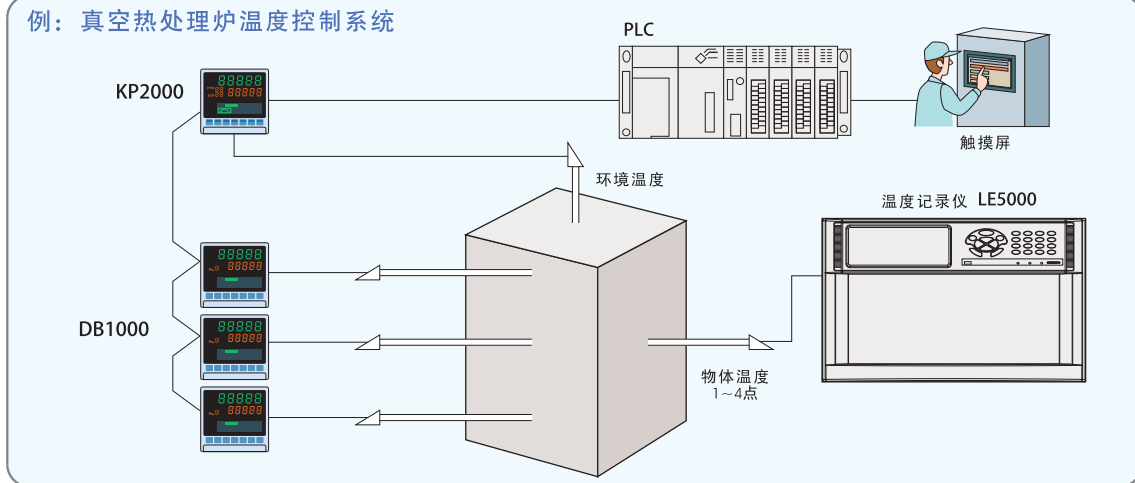 例：真空热处理炉温度控制系统
PLC
KP2000
触摸屏
环境温度
温度记录仪 LE5000
DB1000
物体温度
1~4点